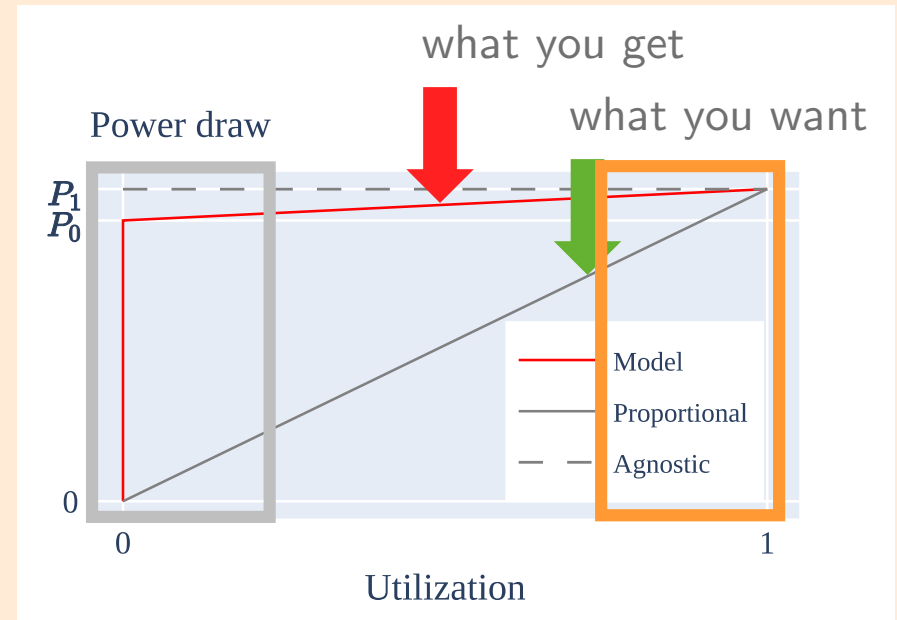 what you get
what you want
Power draw
P₁
P₀
Model
Proportional
Agnostic
0
0
1
Utilization